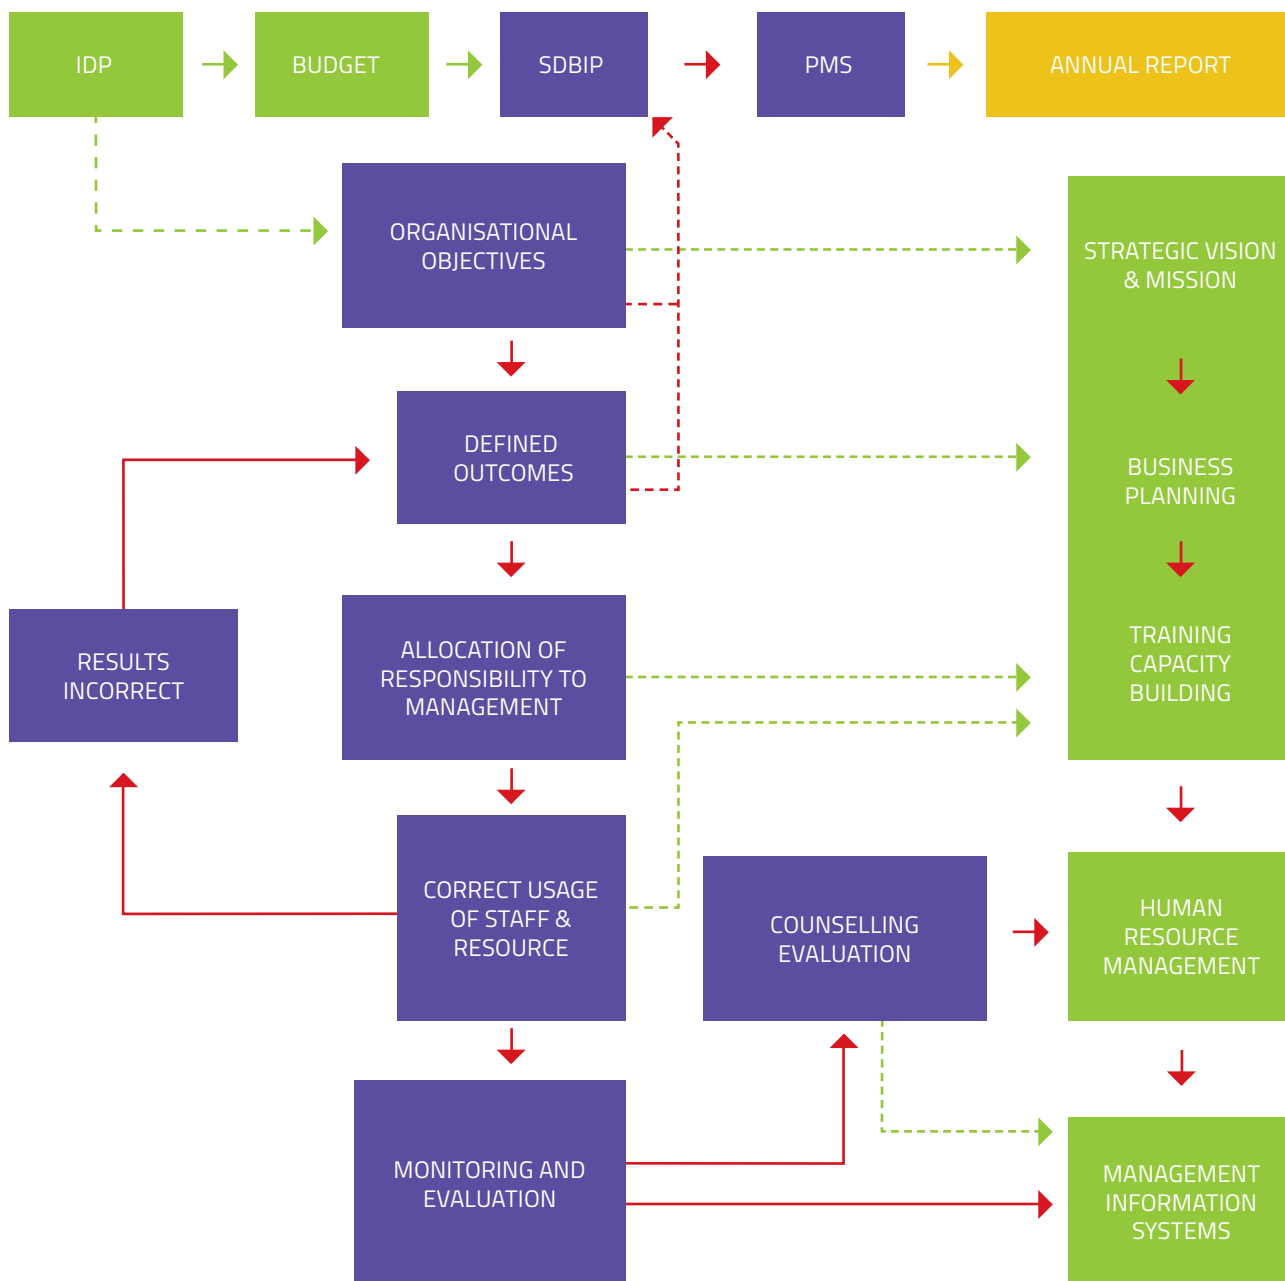 IDP
BUDGET
SDBIP
PMS
ANNUAL REPORT
ORGANISATIONAL
OBJECTIVES
STRATEGIC VISION
& MISSION
DEFINED
OUTCOMES
BUSINESS
PLANNING
RESULTS
INCORRECT
ALLOCATION OF
RESPONSIBILITY TO
MANAGEMENT
TRAINING
CAPACITY
BUILDING
CORRECT USAGE
OF STAFF &
RESOURCE
COUNSELLING
EVALUATION
HUMAN
RESOURCE
MANAGEMENT
MONITORING AND
EVALUATION
MANAGEMENT
INFORMATION
SYSTEMS